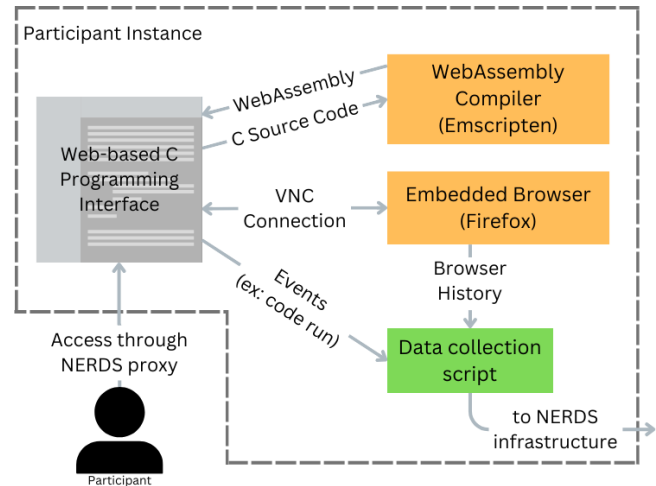 Participant Instance
WebAssembly
C Source Code
WebAssembly
Compiler
(Emscripten)
Web-based C
Programming
Interface
VNC
Connection
Embedded Browser
(Firefox)
Browser
History
Events
(ex: code run)
Access through
NERDS proxy
Data collection
script
to NERDS
infrastructure
Participant